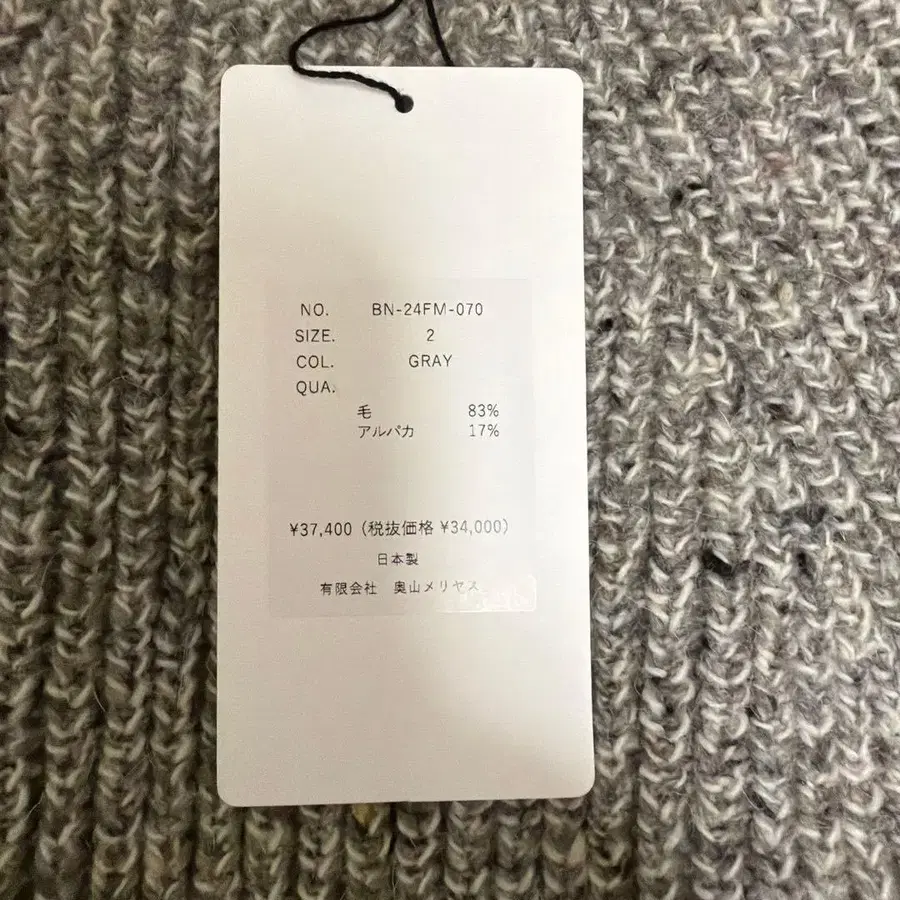 NO. BN-24FM-070
SIZE. 2
COL. GRAY
QUA.
毛 83%
アルパカ 17%
¥37,400 (税抜価格 ¥34,000)
日本製
有限会社 奥山メリヤス